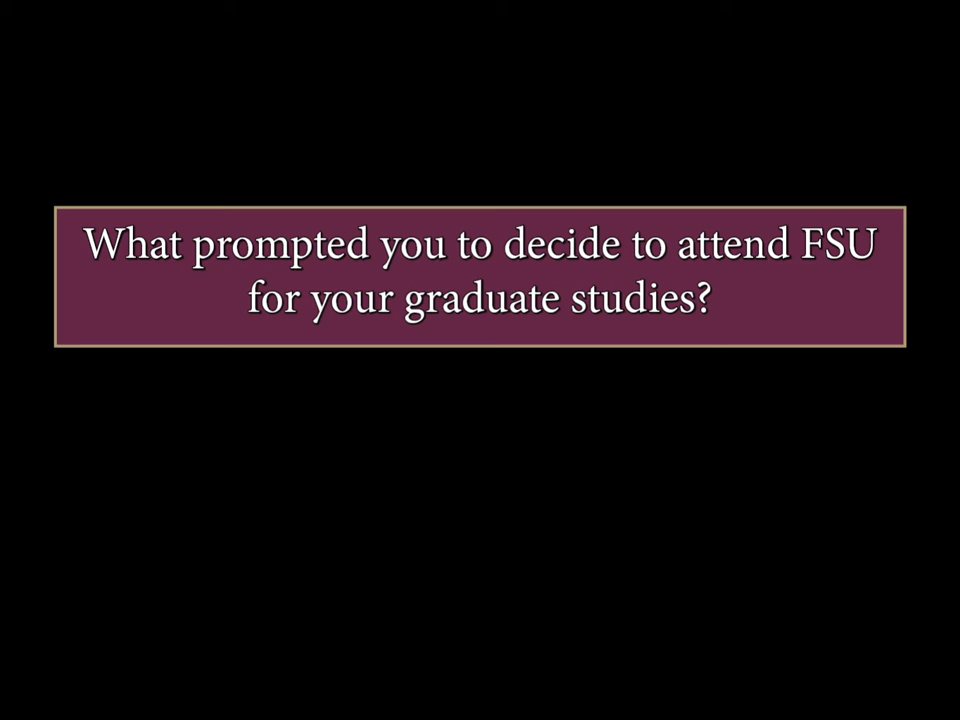 What prompted you to decide to attend FSU
for your graduate studies?